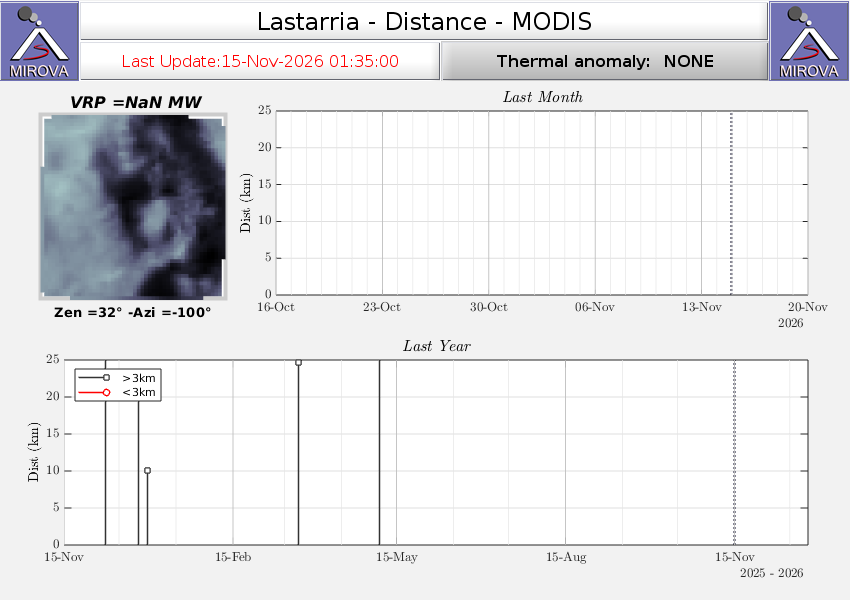 MIROVA
Lastarria - Distance - MODIS
MIROVA
Last Update:15-Nov-2026 01:35:00
Thermal anomaly: NONE
VRP =NaN MW
Zen =32° -Azi =-100°
Last Month
Dist (km)
25
20
15
10
5
0
16-Oct 23-Oct 30-Oct 06-Nov 13-Nov 20-Nov
2026
Last Year
Dist (km)
25
20
15
10
5
0
>3km
<3km
15-Nov 15-Feb 15-May 15-Aug 15-Nov
2025 - 2026